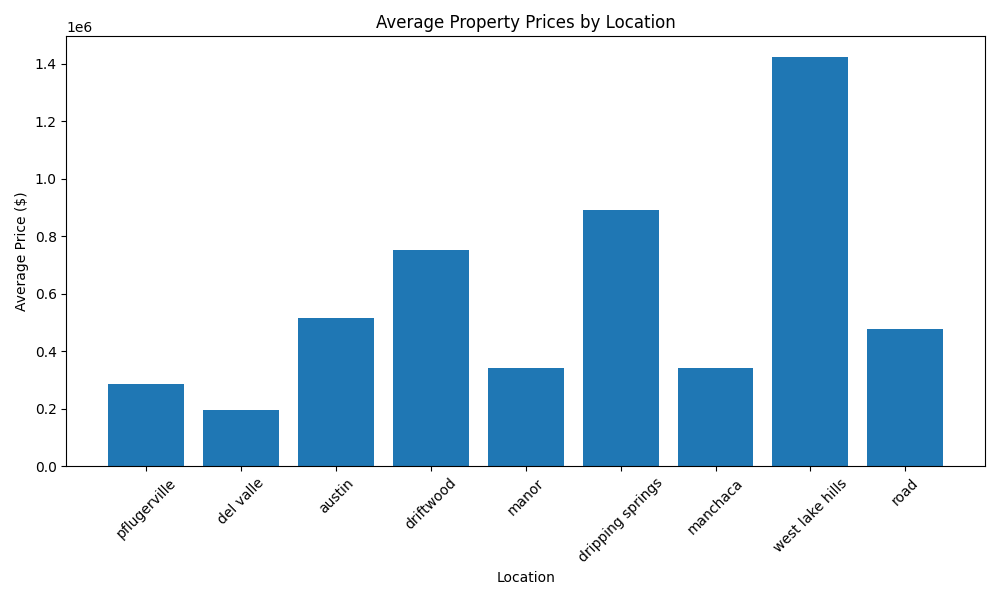 Average Property Prices by Location
1e6
1.4
1.2
1.0
0.8
0.6
0.4
0.2
0.0
Average Price ($)
pflugerville
del valle
austin
driftwood
manor
dripping springs
manchaca
west lake hills
road
Location